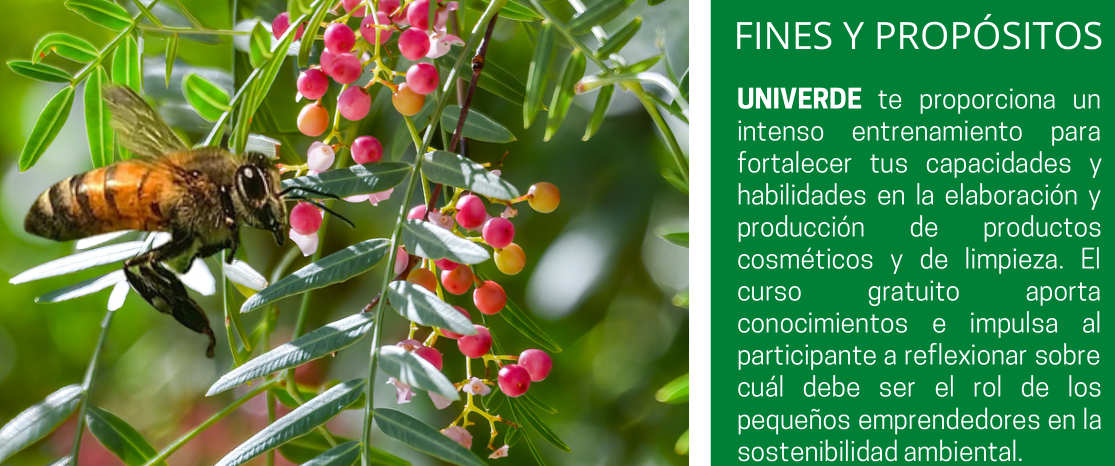 FINES Y PROPÓSITOS
UNIVERDE te proporciona un
intenso entrenamiento para
fortalecer tus capacidades y
habilidades en la elaboración y
producción de productos
cosméticos y de limpieza. El
curso gratuito aporta
conocimientos e impulsa al
participante a reflexionar sobre
cuál debe ser el rol de los
pequeños emprendedores en la
sostenibilidad ambiental.